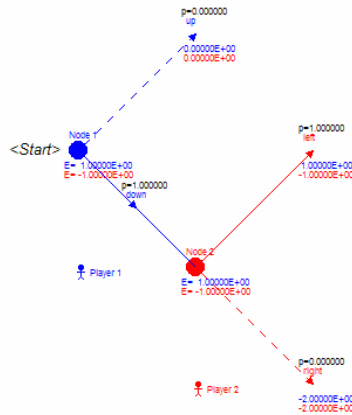 p=0.000000
up
0.00000E+00
0.00000E+00
Node 1
<Start>
E= 1.00000E+00
E= -1.00000E+00
p=1.000000
down
p=1.000000
left
1.00000E+00
-1.00000E+00
Node 2
E= 1.00000E+00
E= -1.00000E+00
Player 1
p=0.000000
right
-2.00000E+00
-2.00000E+00
Player 2